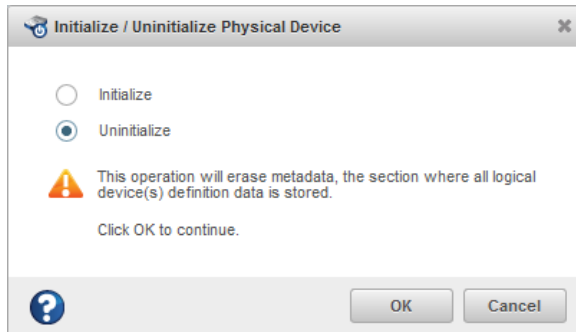 Initialize / Uninitialize Physical Device
Initialize
Uninitialize
This operation will erase metadata, the section where all logical
device(s) definition data is stored.
Click OK to continue.
?
OK
Cancel